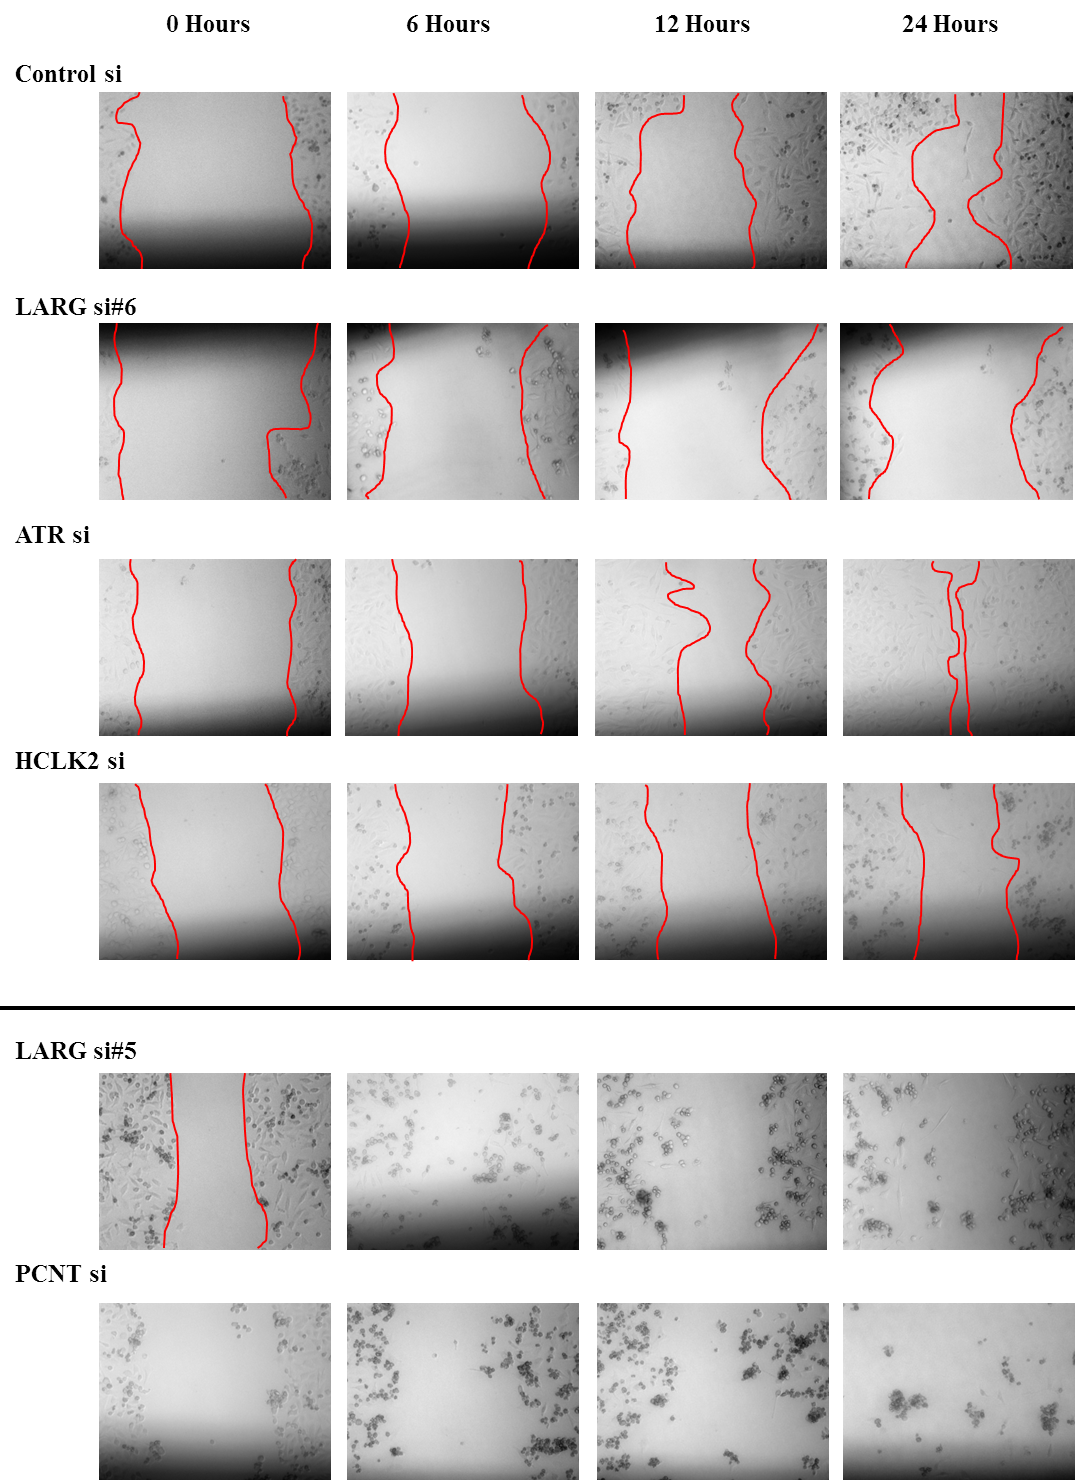 0 Hours 6 Hours 12 Hours 24 Hours
Control si
LARG si#6
ATR si
HCLK2 si
LARG si#5
PCNT si